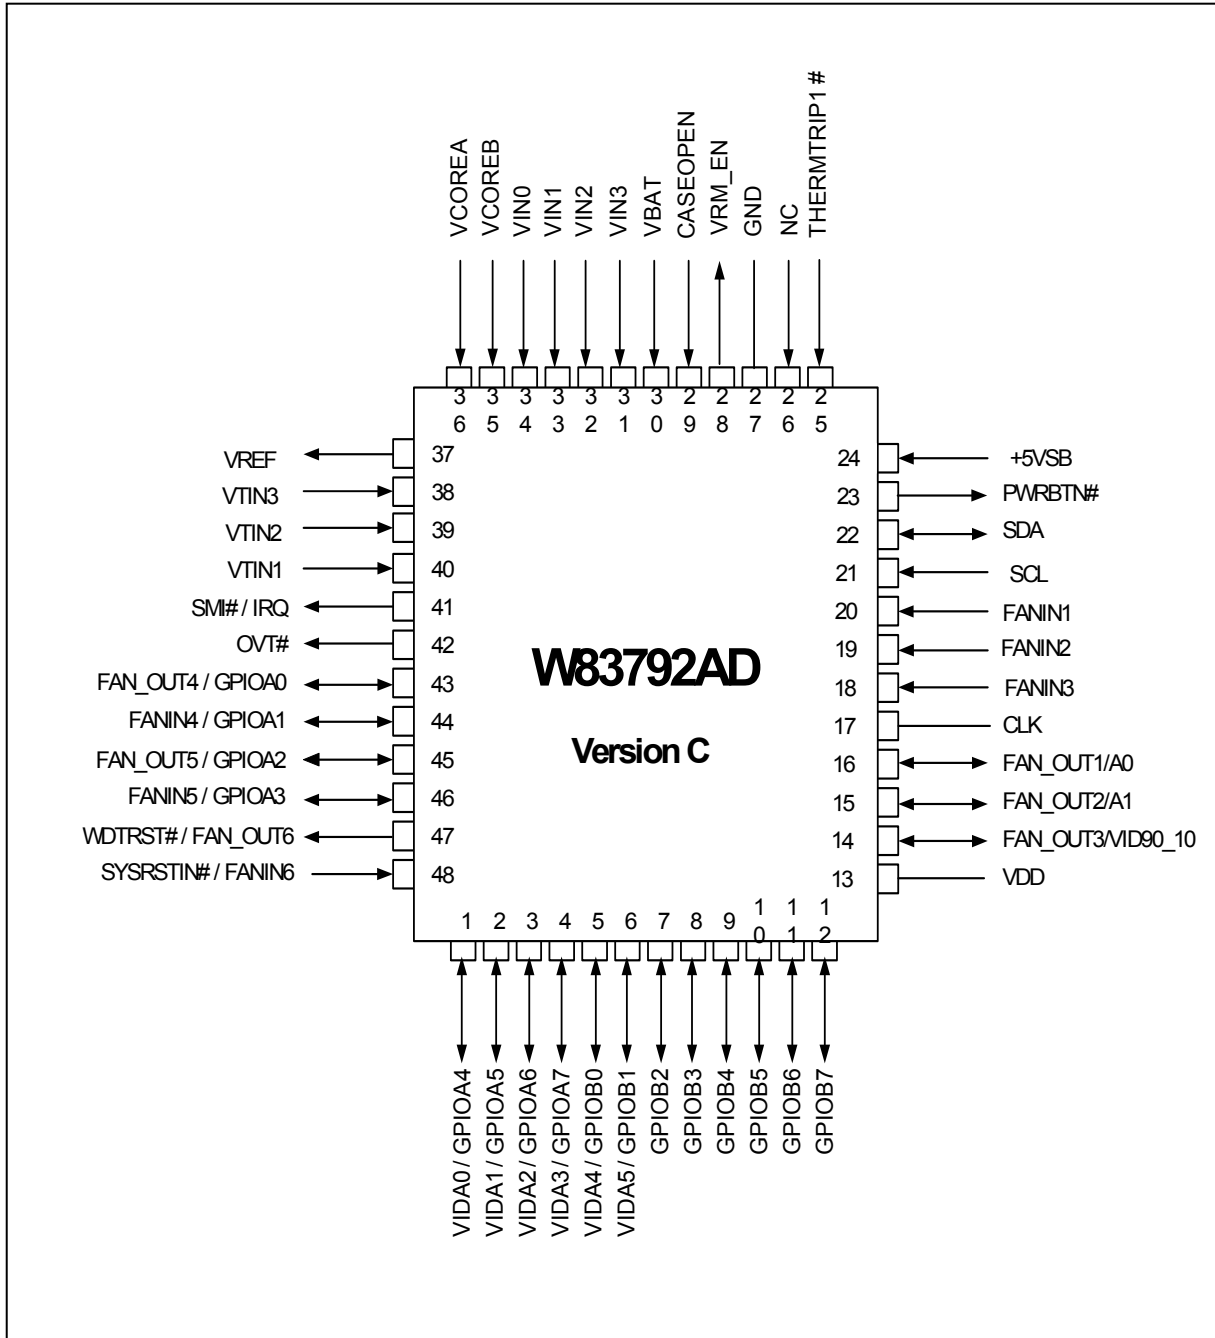 VCOREA
VCOREB
VIN0
VIN1
VIN2
VIN3
VBAT
CASEOPEN
VRM_EN
GND
NC
THERMTRIP1#
36
35
34
33
32
31
30
29
28
27
26
25
VREF 37
VTIN3 38
VTIN2 39
VTIN1 40
SMI# / IRQ 41
OVT# 42
FAN_OUT4 / GPIOA0 43
FANIN4 / GPIOA1 44
FAN_OUT5 / GPIOA2 45
FANIN5 / GPIOA3 46
WDTRST# / FAN_OUT6 47
SYSRSTIN# / FANIN6 48
W83792AD
Version C
24 +5VSB
23 PWRBTN#
22 SDA
21 SCL
20 FANIN1
19 FANIN2
18 FANIN3
17 CLK
16 FAN_OUT1/A0
15 FAN_OUT2/A1
14 FAN_OUT3/VID90_10
13 VDD
1
2
3
4
5
6
7
8
9
10
11
12
VIDA0 / GPIOA4
VIDA1 / GPIOA5
VIDA2 / GPIOA6
VIDA3 / GPIOA7
VIDA4 / GPIOB0
VIDA5 / GPIOB1
GPIOB2
GPIOB3
GPIOB4
GPIOB5
GPIOB6
GPIOB7